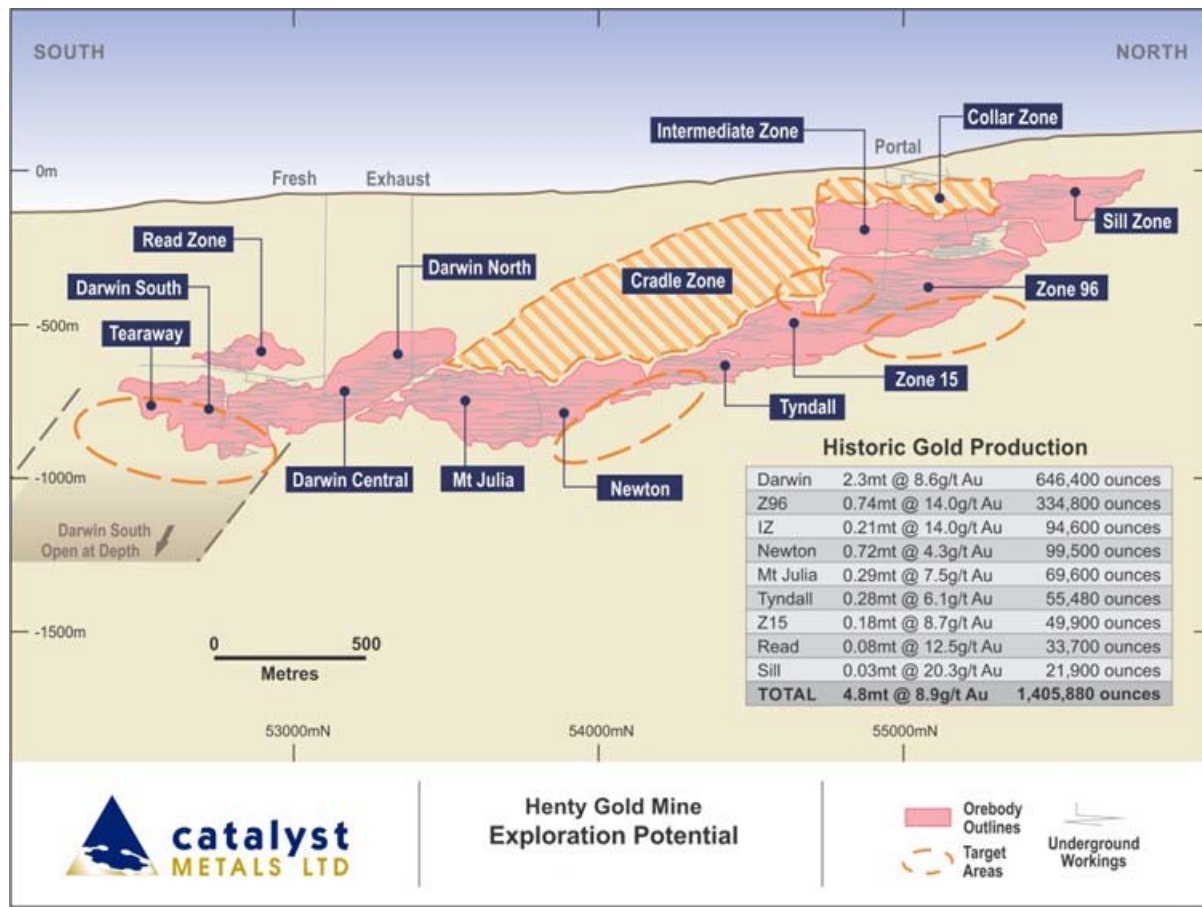 SOUTH
NORTH
Collar Zone
Intermediate Zone
Portal
0m
Fresh
Exhaust
Sill Zone
Read Zone
Darwin North
Cradle Zone
Darwin South
Zone 96
-500m
Tearaway
Zone 15
Tyndall
Darwin Central
Mt Julia
Newton
-1000m
Darwin South
Open at Depth
-1500m
0 500
Metres
Historic Gold Production
Darwin 2.3mt @ 8.6g/t Au 646,400 ounces
Z96 0.74mt @ 14.0g/t Au 334,800 ounces
IZ 0.21mt @ 14.0g/t Au 94,600 ounces
Newton 0.72mt @ 4.3g/t Au 99,500 ounces
Mt Julia 0.29mt @ 7.5g/t Au 69,600 ounces
Tyndall 0.28mt @ 6.1g/t Au 55,480 ounces
Z15 0.18mt @ 8.7g/t Au 49,900 ounces
Read 0.08mt @ 12.5g/t Au 33,700 ounces
Sill 0.03mt @ 20.3g/t Au 21,900 ounces
TOTAL 4.8mt @ 8.9g/t Au 1,405,880 ounces
53000mN 54000mN 55000mN
catalyst
METALS LTD
Henty Gold Mine
Exploration Potential
Orebody
Outlines
Target
Areas
Underground
Workings